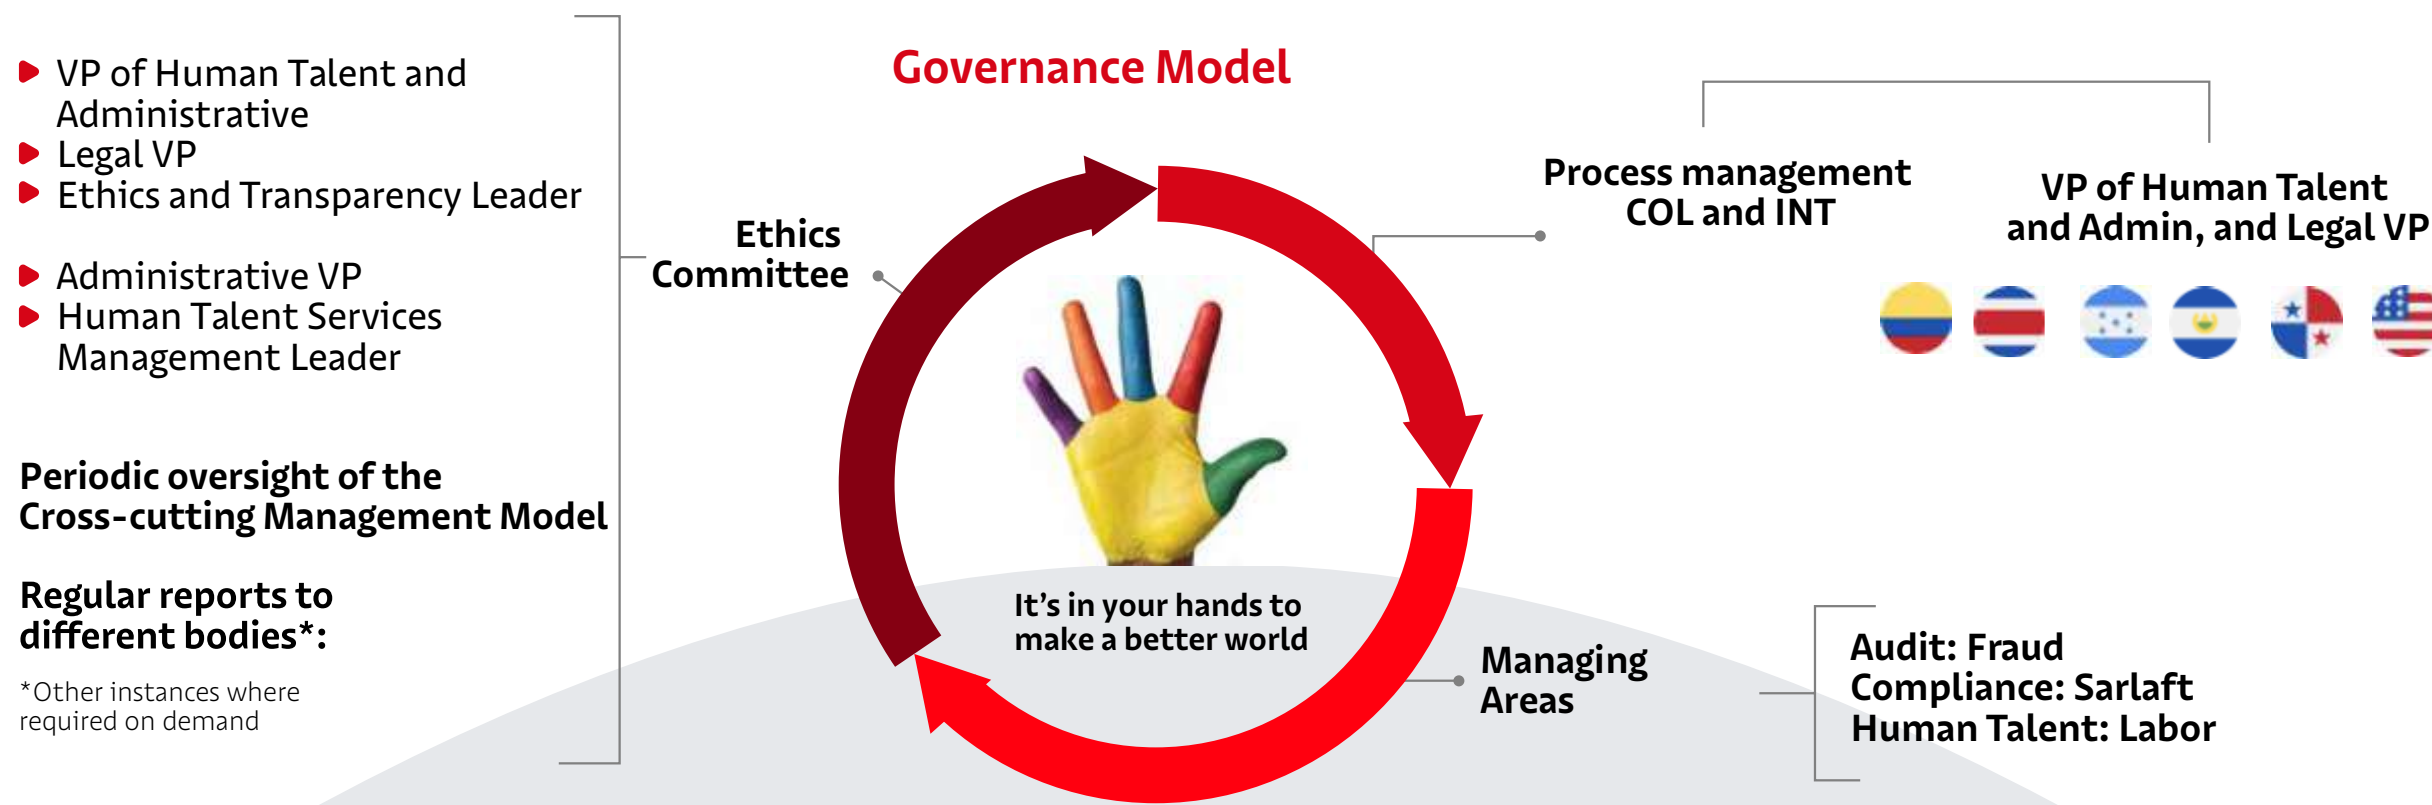 Governance Model
VP of Human Talent and
Administrative
Legal VP
Ethics and Transparency Leader
Administrative VP
Human Talent Services
Management Leader
Periodic oversight of the
Cross-cutting Management Model
Regular reports to
different bodies*:
*Other instances where
required on demand
Ethics
Committee
It's in your hands to
make a better world
Process management
COL and INT
VP of Human Talent
and Admin, and Legal VP
Managing
Areas
Audit: Fraud
Compliance: Sarlaft
Human Talent: Labor